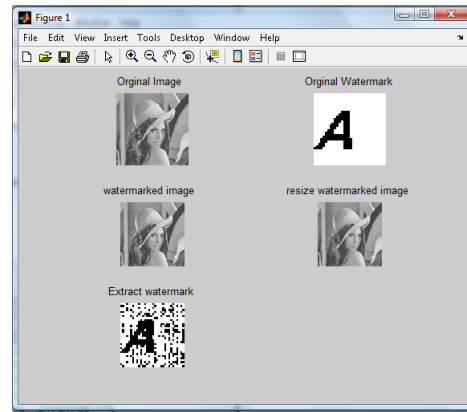 Figure 1
File Edit View Insert Tools Desktop Window Help
Orginal Image
Orginal Watermark
A
watermarked image
resize watermarked image
Extract watermark
A